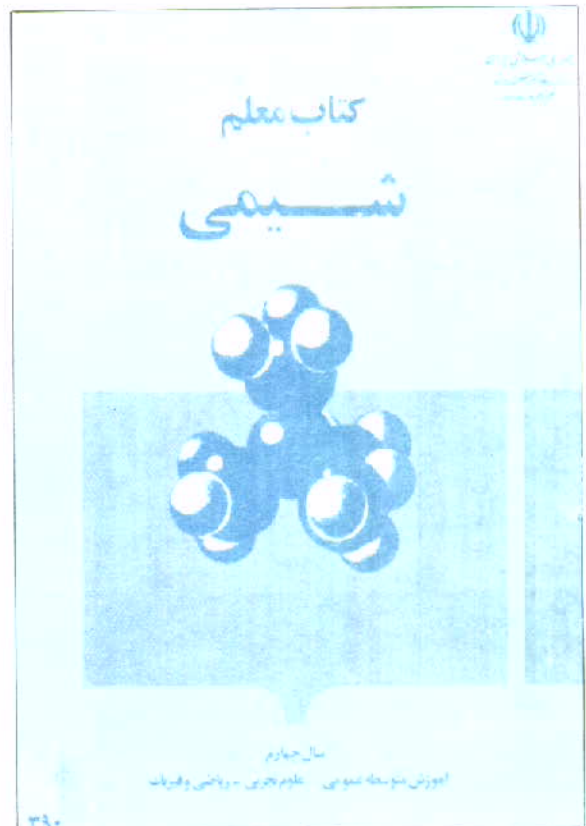 کتاب معلم
شیمی
سال چهارم
آموزش متوسطه عمومی علوم تجربی - ریاضی و فیزیک
۳۹۰